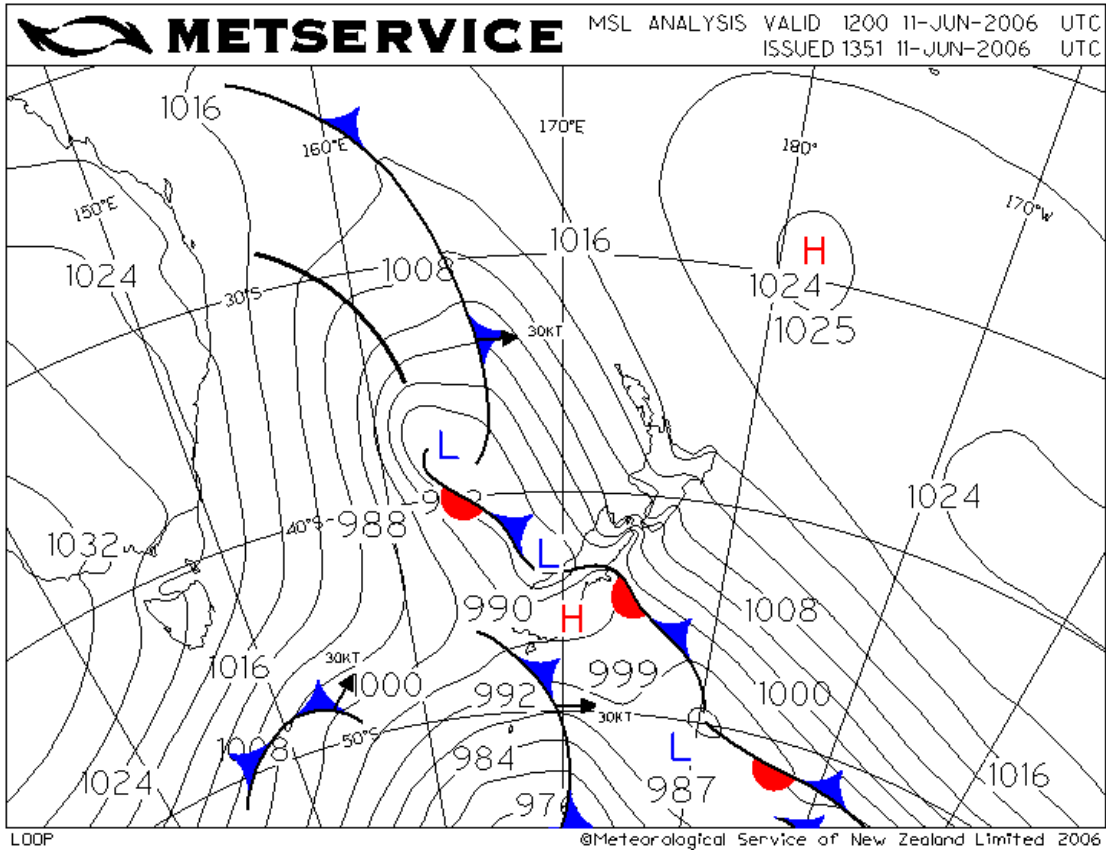 METSERVICE
MSL ANALYSIS VALID 1200 11-JUN-2006 UTC
ISSUED 1351 11-JUN-2006 UTC
1016
170°E
160°E
180°
150°E
170°W
1016
H
1024
1008
1024
30°S
1025
30KT
L
1024
988
40°S
1032
L
990
H
1008
1016
30KT
1000
999
992
1000
30KT
1008
50°S
L
984
1016
1024
987
LOOP
©Meteorological Service of New Zealand Limited 2006